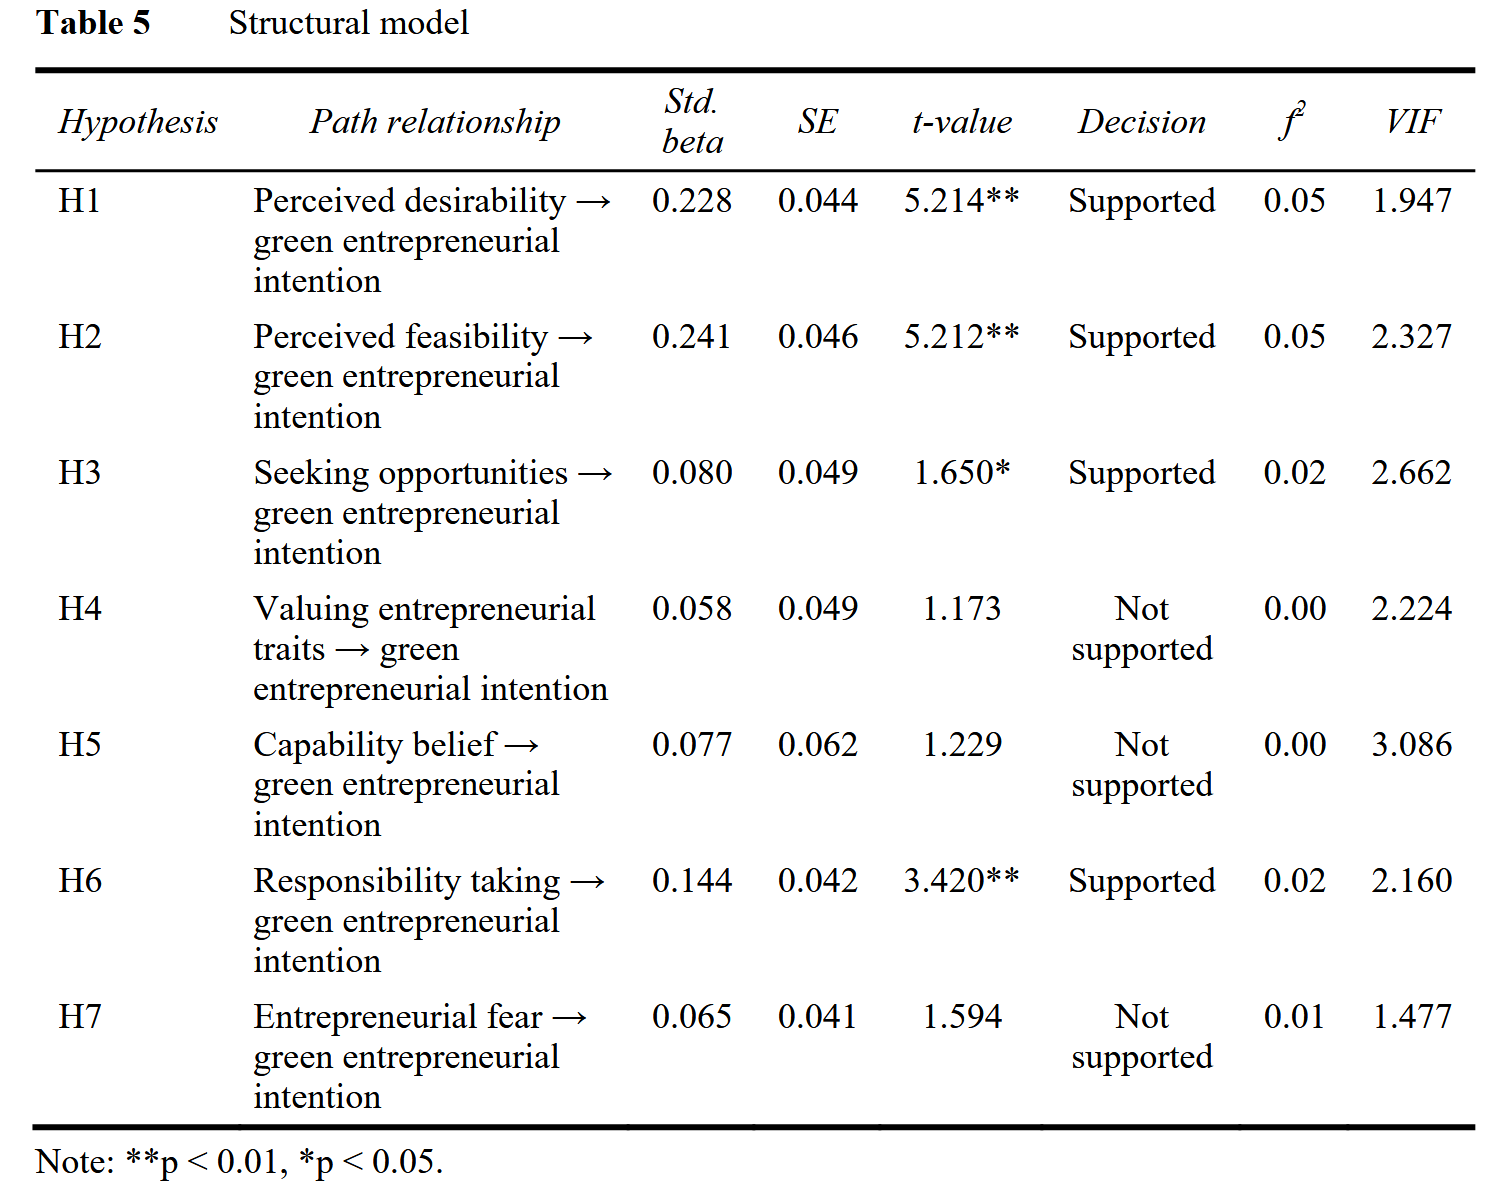 Table 5 Structural model
Hypothesis Path relationship Std. beta SE t-value Decision f² VIF
H1 Perceived desirability → 0.228 0.044 5.214** Supported 0.05 1.947
green entrepreneurial
intention
H2 Perceived feasibility → 0.241 0.046 5.212** Supported 0.05 2.327
green entrepreneurial
intention
H3 Seeking opportunities → 0.080 0.049 1.650* Supported 0.02 2.662
green entrepreneurial
intention
H4 Valuing entrepreneurial 0.058 0.049 1.173 Not 0.00 2.224
traits → green supported
entrepreneurial intention
H5 Capability belief → 0.077 0.062 1.229 Not 0.00 3.086
green entrepreneurial supported
intention
H6 Responsibility taking → 0.144 0.042 3.420** Supported 0.02 2.160
green entrepreneurial
intention
H7 Entrepreneurial fear → 0.065 0.041 1.594 Not 0.01 1.477
green entrepreneurial supported
intention
Note: **p < 0.01, *p < 0.05.